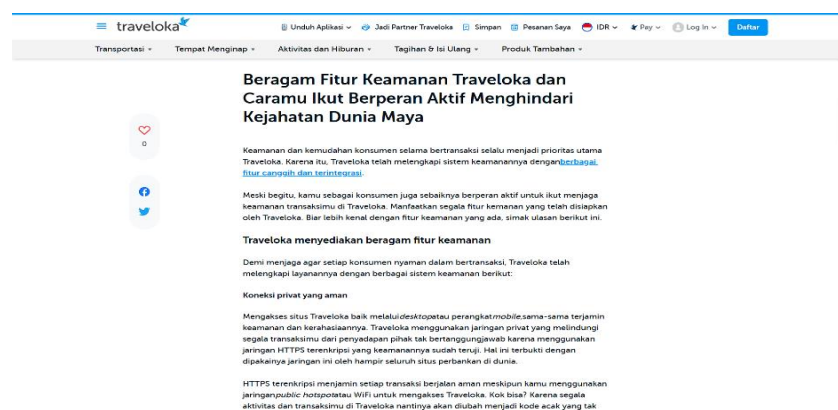 traveloka
Unduh Aplikasi Jadi Partner Traveloka Simpan Pesanan Saya IDR Pay Log In Daftar
Transportasi Tempat Menginap Aktivitas dan Hiburan Tagihan & Isi Ulang Produk Tambahan
Beragam Fitur Keamanan Traveloka dan
Caramu Ikut Berperan Aktif Menghindari
Kejahatan Dunia Maya
0
Keamanan dan kemudahan konsumen selama bertransaksi selalu menjadi prioritas utama
Traveloka. Karena itu, Traveloka telah melengkapi sistem keamanannya denganberbagai
fitur canggih dan terintegrasi.
Meski begitu, kamu sebagai konsumen juga sebaiknya berperan aktif untuk ikut menjaga
keamanan transaksimu di Traveloka. Manfaatkan segala fitur kemanan yang telah disiapkan
oleh Traveloka. Biar lebih kenal dengan fitur keamanan yang ada, simak ulasan berikut ini.
Traveloka menyediakan beragam fitur keamanan
Demi menjaga agar setiap konsumen nyaman dalam bertransaksi, Traveloka telah
melengkapi layanannya dengan berbagai sistem keamanan berikut:
Koneksi privat yang aman
Mengakses situs Traveloka baik melaluidesktopatau perangkatmobile,sama-sama terjamin
keamanan dan kerahasiaannya. Traveloka menggunakan jaringan privat yang melindungi
segala transaksimu dari penyadapan pihak tak bertanggungjawab karena menggunakan
jaringan HTTPS terenkripsi yang keamanannya sudah teruji. Hal ini terbukti dengan
dipakainya jaringan ini oleh hampir seluruh situs perbankan di dunia.
HTTPS terenkripsi menjamin setiap transaksi berjalan aman meskipun kamu menggunakan
jaringanpublic hotspotatau WiFi untuk mengakses Traveloka. Kok bisa? Karena segala
aktivitas dan transaksimu di Traveloka nantinya akan diubah menjadi kode acak yang tak